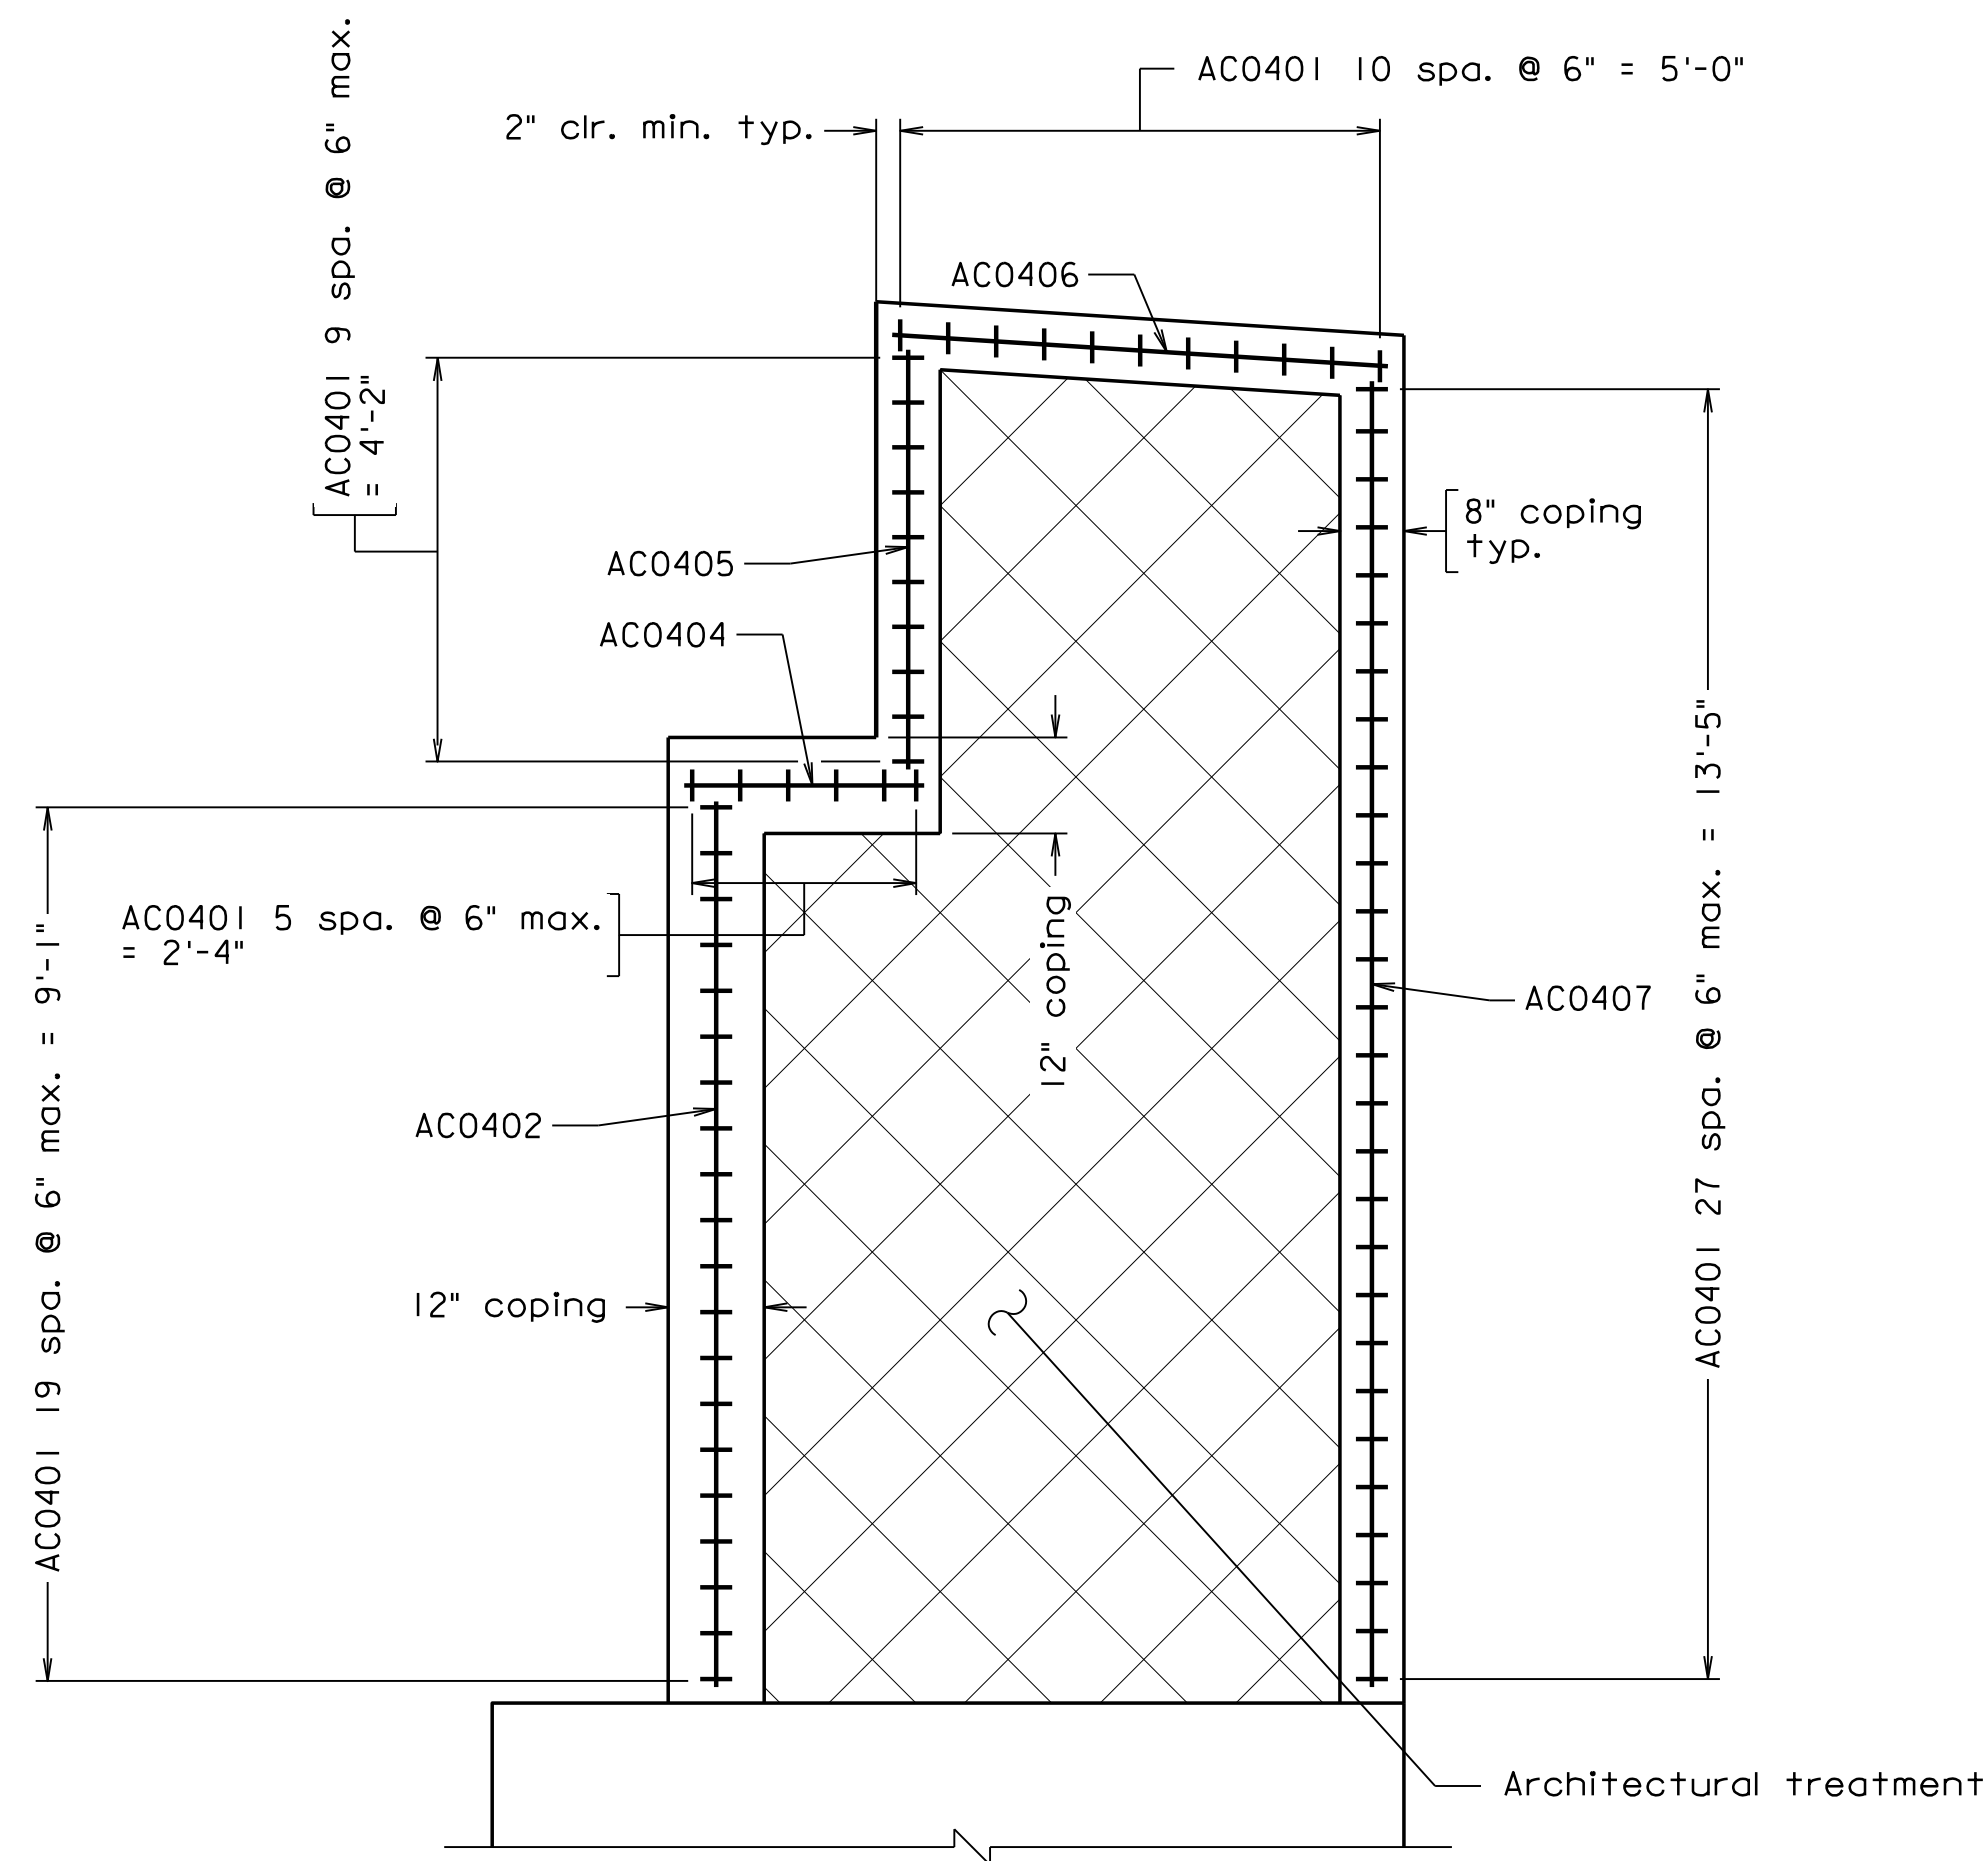 AC0401 10 spa. @ 6" = 5'-0"
2" clr. min. typ.
AC0401 9 spa. @ 6" max.
= 4'-2"
AC0406
8" coping
typ.
AC0405
AC0404
AC0401 5 spa. @ 6" max.
= 2'-4"
12" coping
AC0407
AC0401 27 spa. @ 6" max. = 13'-5"
AC0401 19 spa. @ 6" max. = 9'-1"
AC0402
12" coping
Architectural treatment